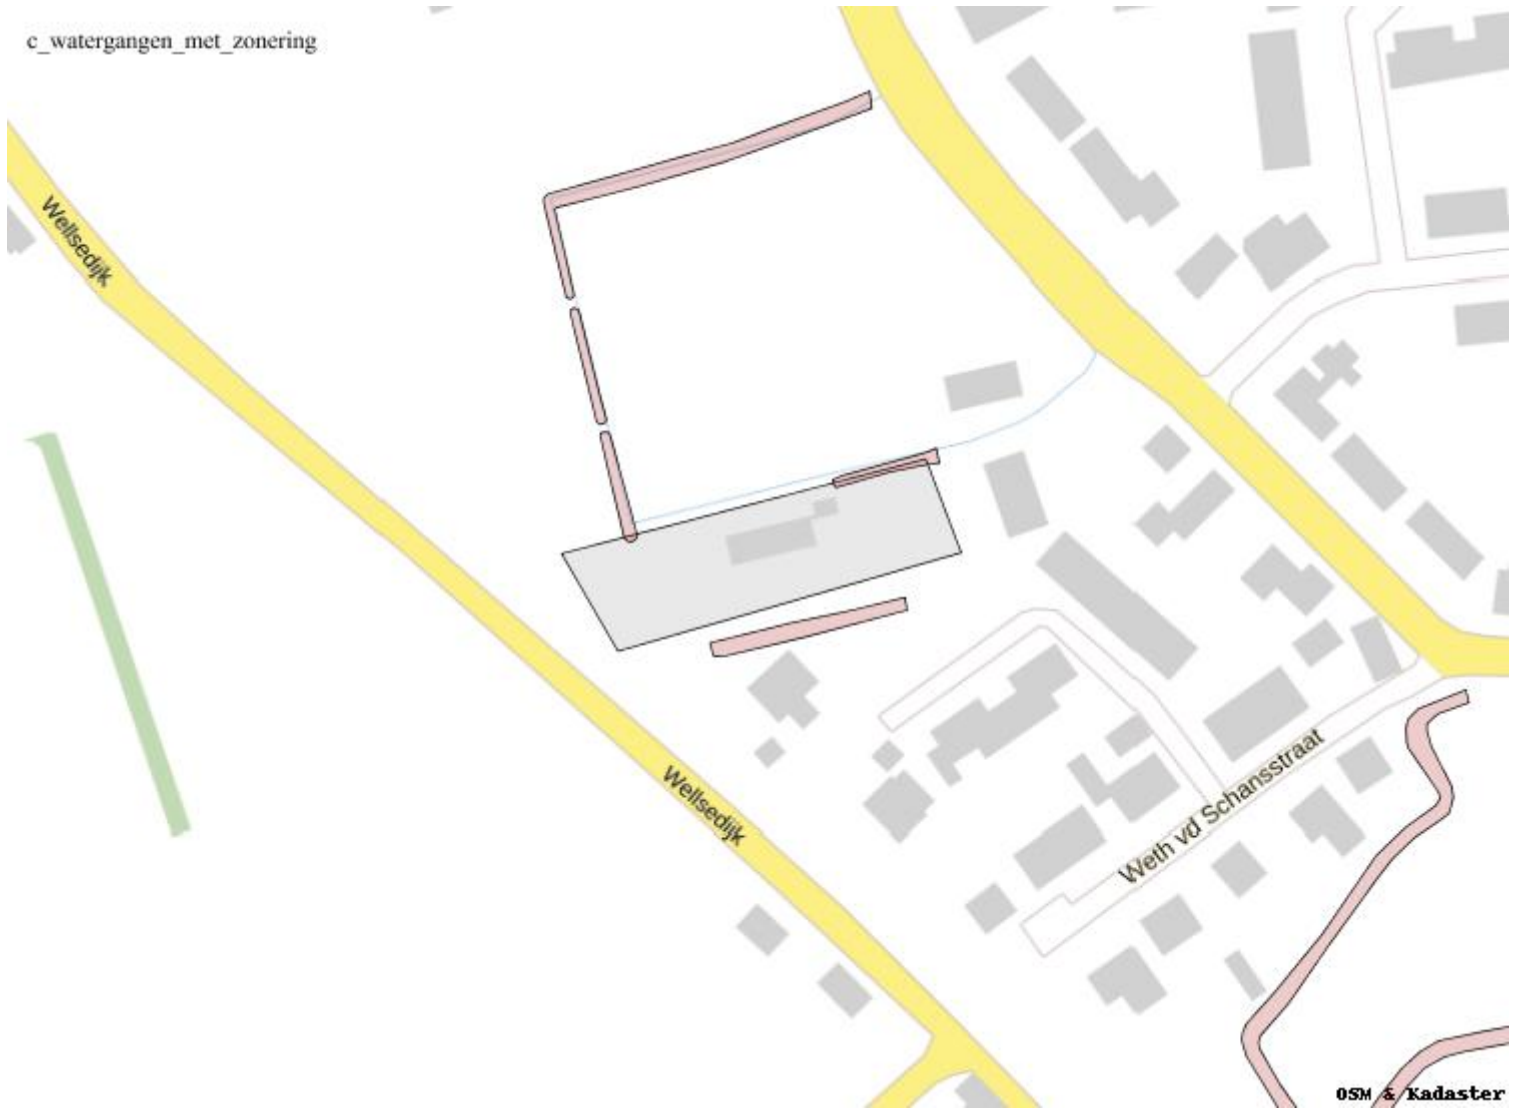 c_watergangen_met_zonering
Wellsedijk
Wellsedijk
Weth vd Schansstraat
OSM & Kadaster